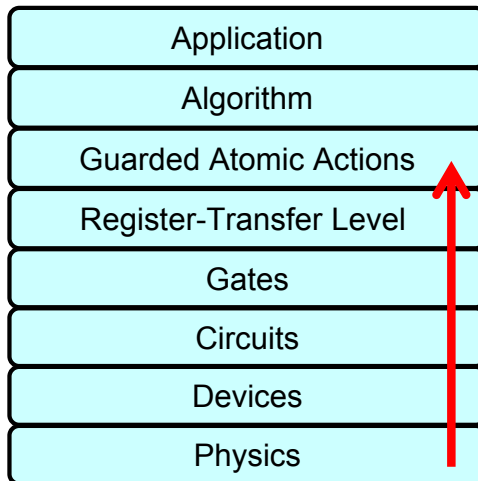 Application
Algorithm
Guarded Atomic Actions
Register-Transfer Level
Gates
Circuits
Devices
Physics